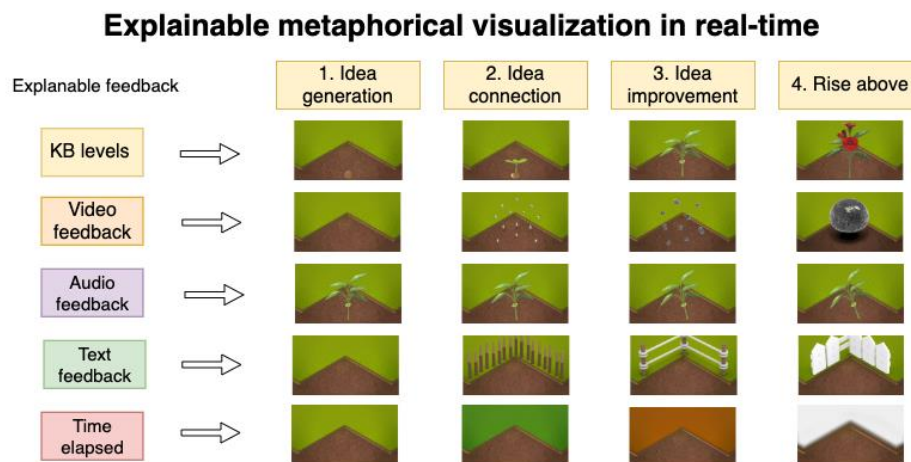 Explainable metaphorical visualization in real-time
Explanable feedback
1. Idea
generation
2. Idea
connection
3. Idea
improvement
4. Rise above
KB levels
Video
feedback
Audio
feedback
Text
feedback
Time
elapsed